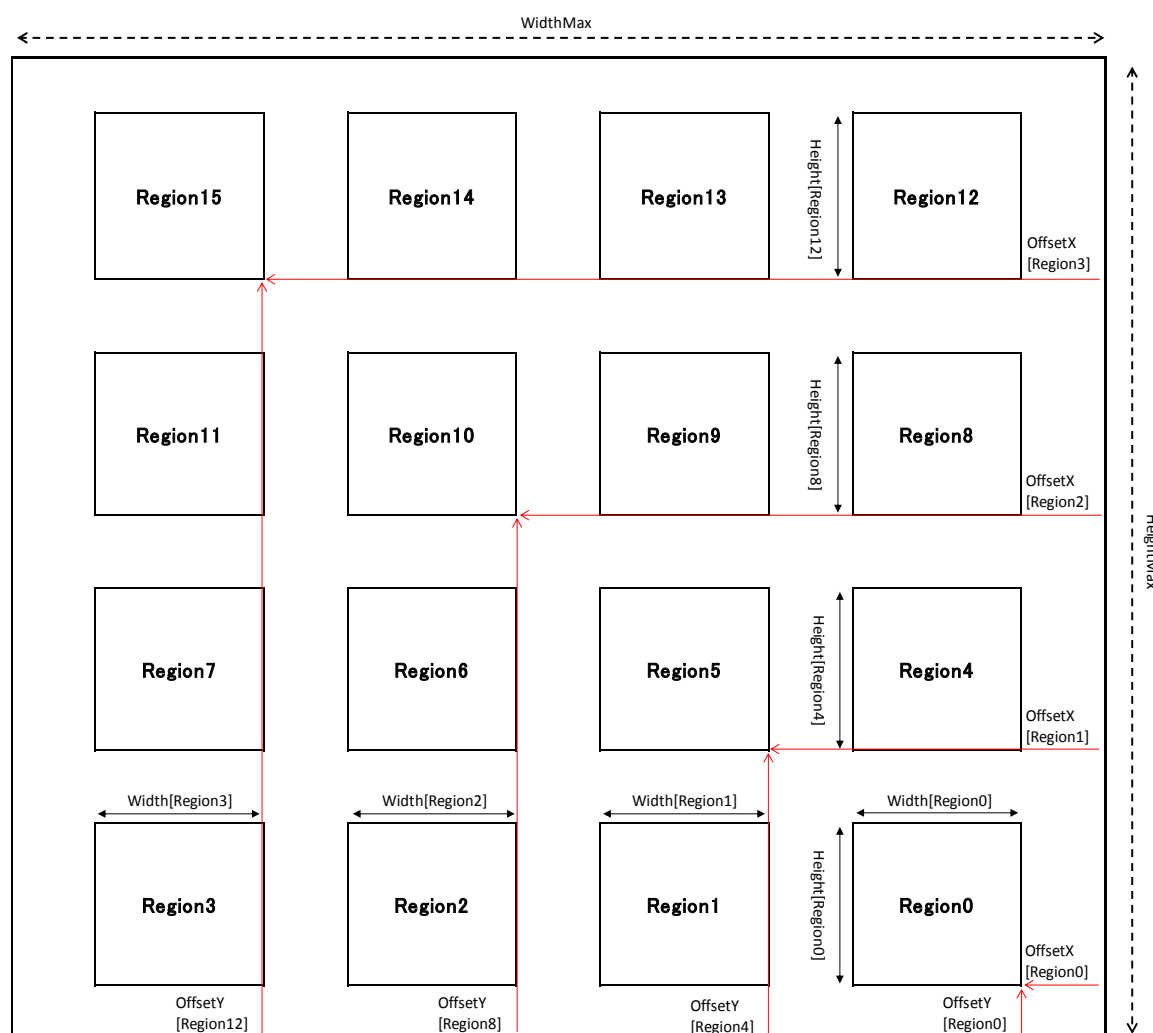 WidthMax
Region15
Region14
Region13
Height[Region12]
Region12
OffsetX
[Region3]
Region11
Region10
Region9
Height[Region8]
Region8
OffsetX
[Region2]
HeightMax
Region7
Region6
Region5
Height[Region4]
Region4
OffsetX
[Region1]
Width[Region3]
Width[Region2]
Width[Region1]
Width[Region0]
Region3
Region2
Region1
Height[Region0]
Region0
OffsetX
[Region0]
OffsetY
[Region12]
OffsetY
[Region8]
OffsetY
[Region4]
OffsetY
[Region0]